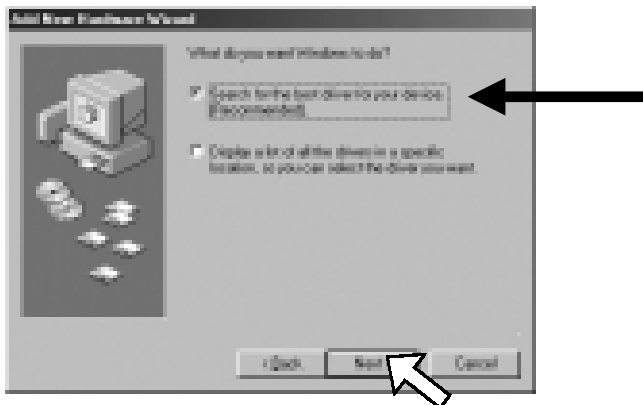 Add New Hardware Wizard
What do you want Windows to do?
Search for the best driver for your device.
(Recommended)
Display a list of all the drivers in a specific
location, so you can select the driver you want.
< Back
Next
Cancel